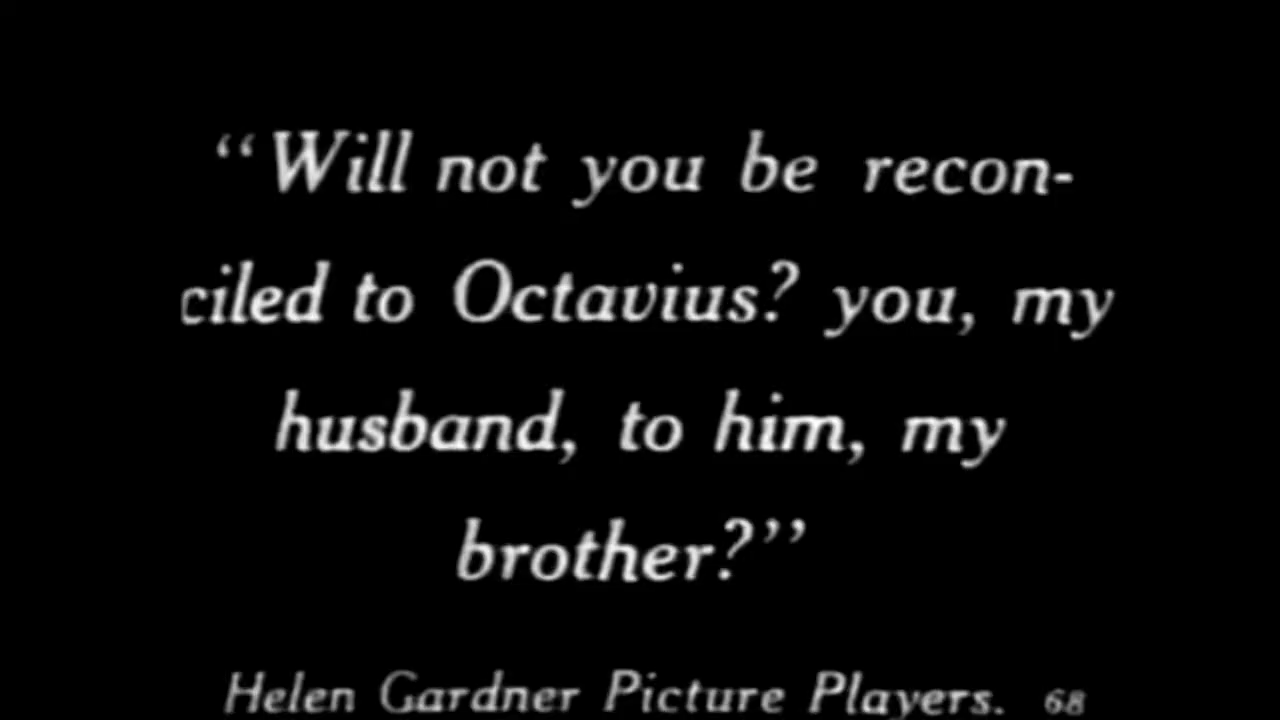 “Will not you be recon-
ciled to Octavius? you, my
husband, to him, my
brother?”
Helen Gardner Picture Players. 68